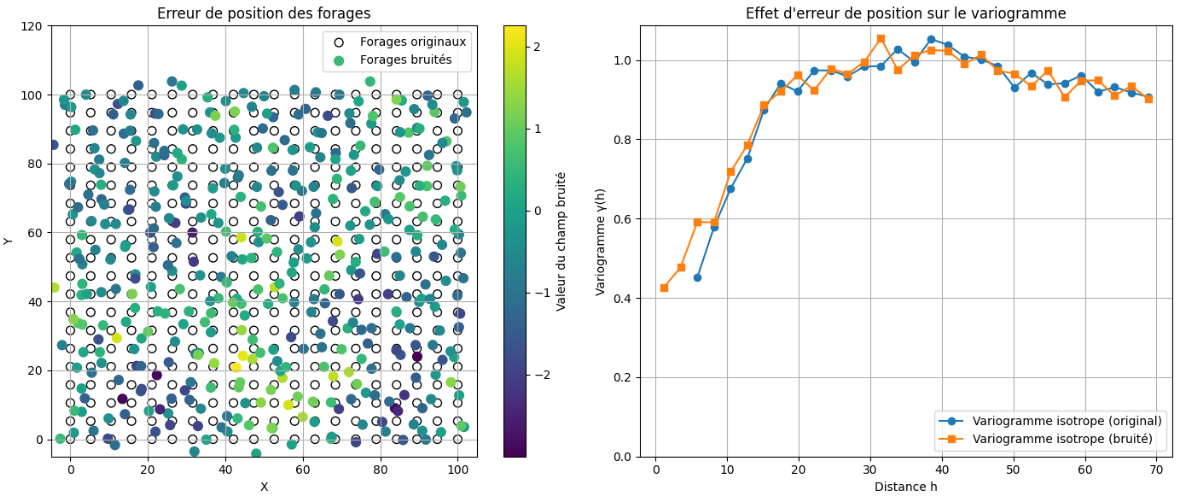 Erreur de position des forages
Forages originaux
Forages bruités
120
100
80
60
40
20
0
Y
0
20
40
60
80
100
X
2
1
0
−1
−2
Valeur du champ bruité
Effet d'erreur de position sur le variogramme
1.0
0.8
0.6
0.4
0.2
0.0
Variogramme γ(h)
Variogramme isotrope (original)
Variogramme isotrope (bruité)
0
10
20
30
40
50
60
70
Distance h